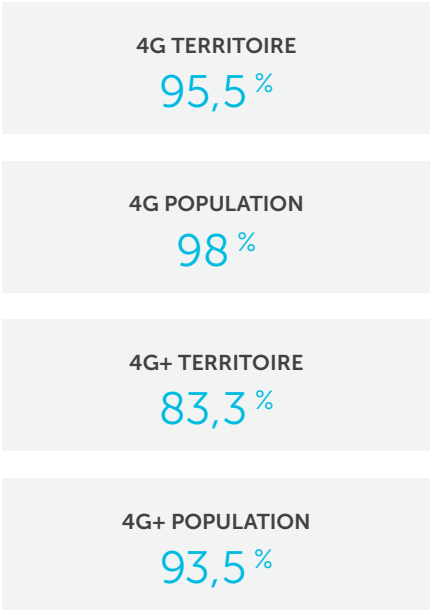 4G TERRITOIRE
95,5 %
4G POPULATION
98 %
4G+ TERRITOIRE
83,3 %
4G+ POPULATION
93,5 %